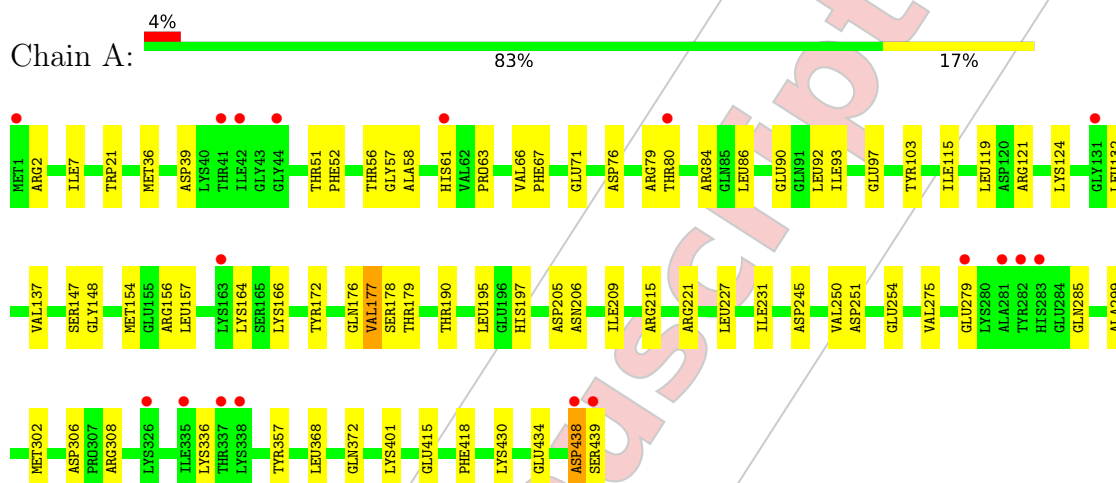 4%
Chain A:
83% 17%
MET1 ARG2 ILE7 TRP21 MET36 ASP39 LYS40 THR41 ILE42 GLY43 GLY44 THR51 PHE52 THR56 GLY57 ALA58 HIS61 VAL62 PRO63 VAL66 PHE67 GLU71 ASP76 ARG79 THR80 ARG84 GLN85 LEU86 GLU90 GLN91 LEU92 ILE93 GLU97 TYR103 ILE115 LEU119 ASP120 ARG121 LYS124 GLY131 LEU132
VAL137 SER147 GLY148 MET154 GLU155 ARG156 LEU157 LYS163 LYS164 SER165 LYS166 TYR172 GLN176 VAL177 SER178 THR179 THR190 LEU195 GLU196 HIS197 ASP205 ASN206 ILE209 ARG215 ARG221 LEU227 ILE231 ASP245 VAL250 ASP251 GLU254 VAL275 GLU279 LYS280 ALA281 TYR282 HIS283 GLU284 GLN285
MET302 ASP306 PRO307 ARG308 LYS326 ILE335 LYS336 THR337 LYS338 TYR357 LEU368 GLN372 LYS401 GLU415 PHE418 LYS430 GLU434 ASP438 SER439